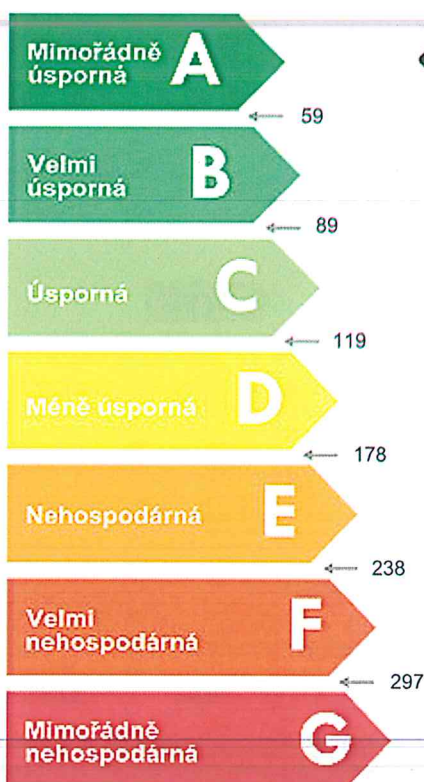 Mimořádně
úsporná
A
59
Velmi
úsporná
B
89
Úsporná
C
119
Méně úsporná
D
178
Nehospodárná
E
238
Velmi
nehospodárná
F
297
Mimořádně
nehospodárná
G